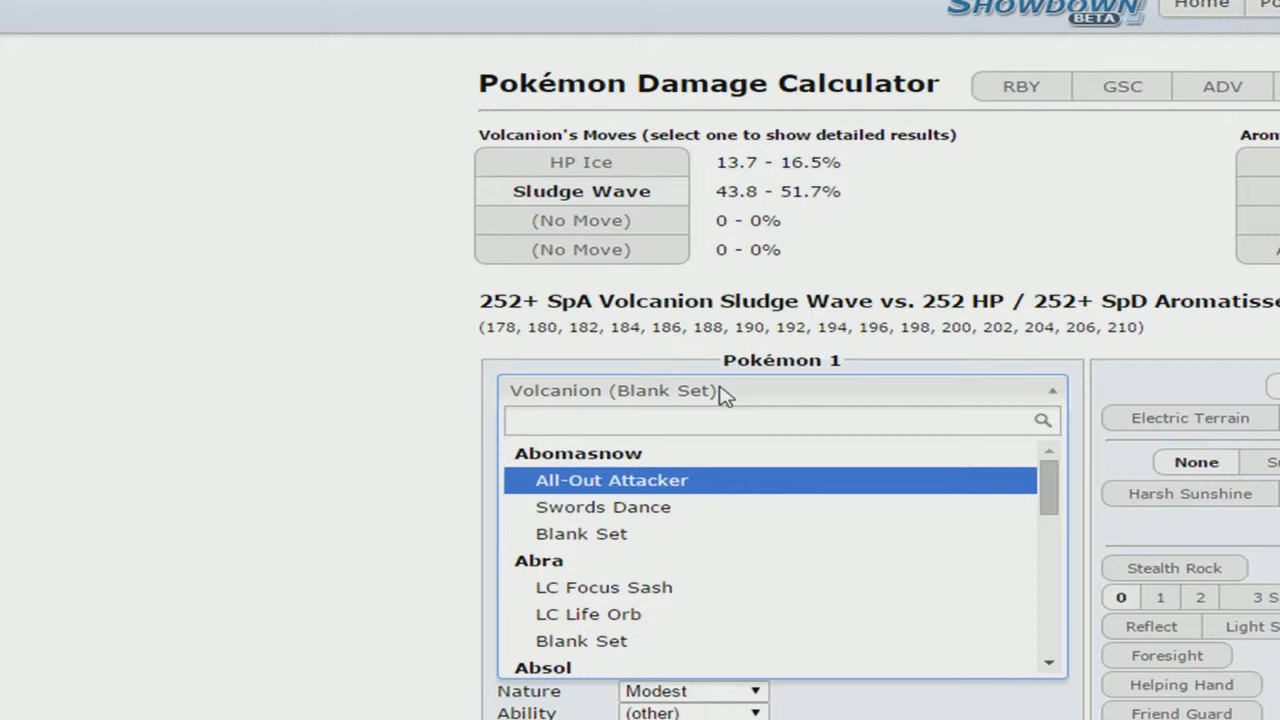 SHOWDOWN
BETA
Home
Pokémon Damage Calculator
RBY
GSC
ADV
Volcanion's Moves (select one to show detailed results)
HP Ice
13.7 - 16.5%
Sludge Wave
43.8 - 51.7%
(No Move)
0 - 0%
(No Move)
0 - 0%
252+ SpA Volcanion Sludge Wave vs. 252 HP / 252+ SpD Aromatisse
(178, 180, 182, 184, 186, 188, 190, 192, 194, 196, 198, 200, 202, 204, 206, 210)
Pokémon 1
Volcanion (Blank Set)
Abomasnow
All-Out Attacker
Swords Dance
Blank Set
Abra
LC Focus Sash
LC Life Orb
Blank Set
Absol
Nature
Modest
Ability
(other)
Electric Terrain
None
Harsh Sunshine
Stealth Rock
0 1 2 3 S
Reflect
Light S
Foresight
Helping Hand
Friend Guard